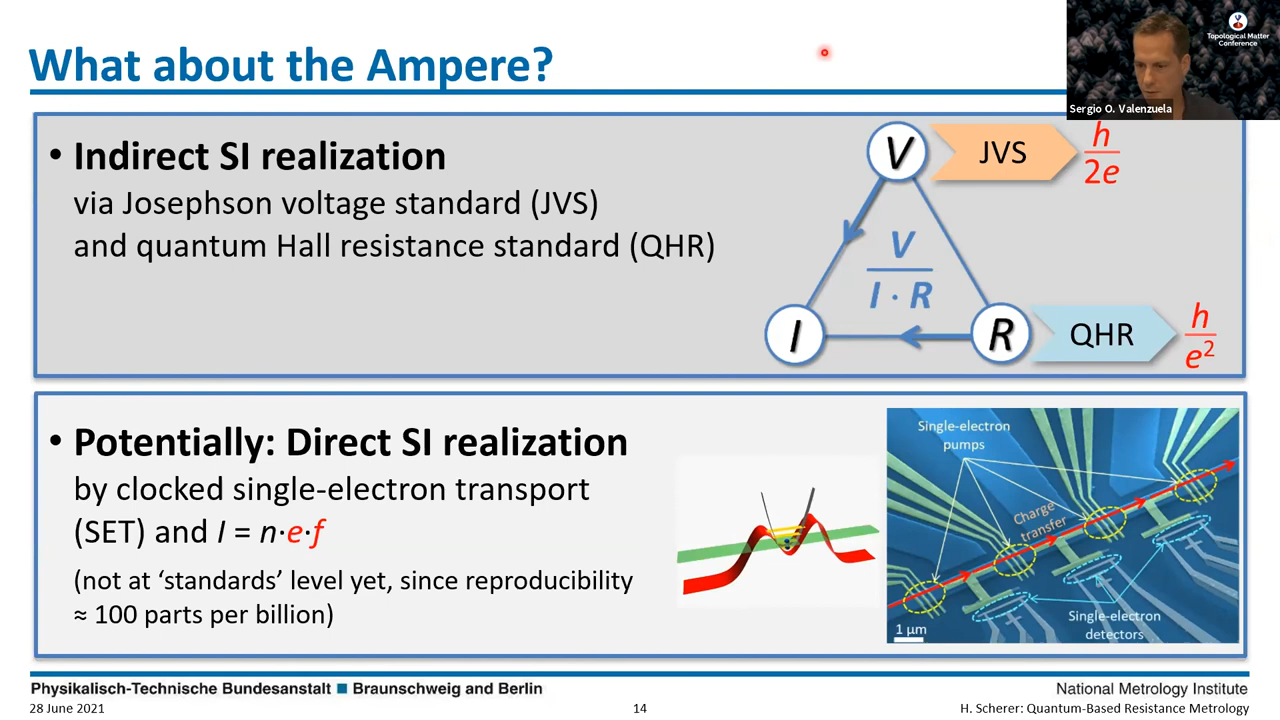 What about the Ampere?
Topological Matter
Conference
Sergio O. Valenzuela
• Indirect SI realization
via Josephson voltage standard (JVS)
and quantum Hall resistance standard (QHR)
V
JVS
h
2e
V
I · R
I
R
QHR
h
e²
• Potentially: Direct SI realization
by clocked single-electron transport
(SET) and I = n·e·f
(not at ‘standards’ level yet, since reproducibility
≈ 100 parts per billion)
Single-electron
pumps
Charge
transfer
Single-electron
detectors
1 μm
Physikalisch-Technische Bundesanstalt ■ Braunschweig and Berlin
National Metrology Institute
28 June 2021
14
H. Scherer: Quantum-Based Resistance Metrology